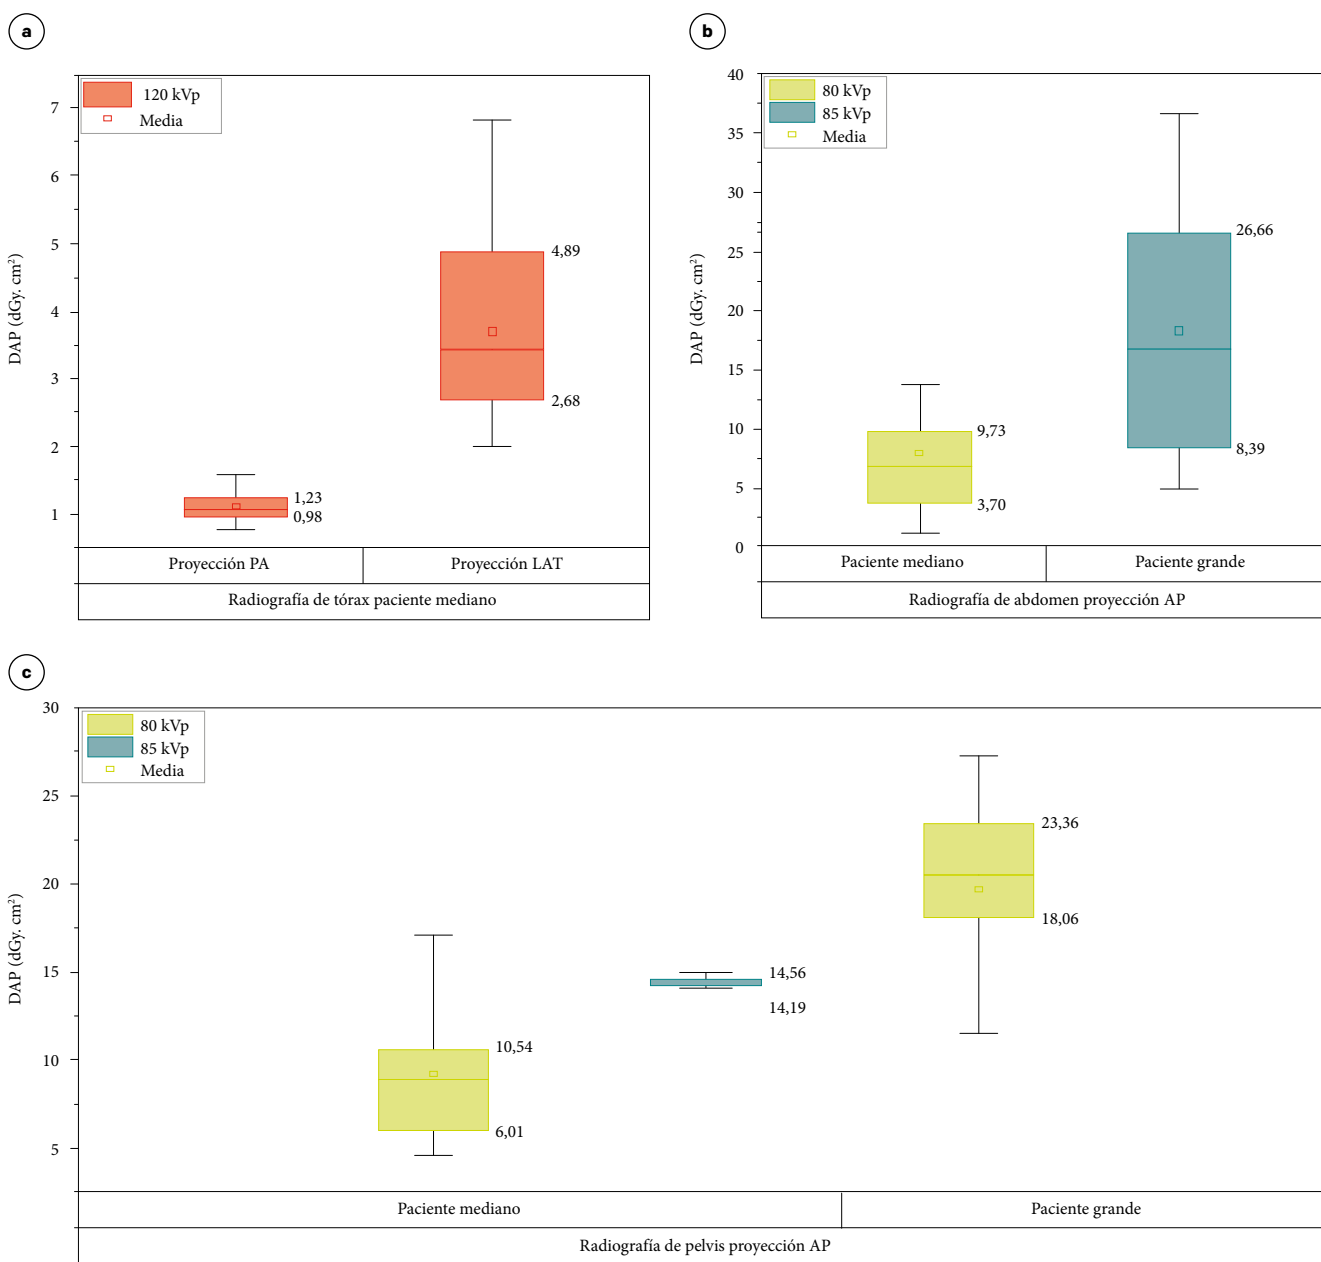 a
120 kVp
Media
7
6
5
4
3
2
1
DAP (dGy. cm²)
4,89
2,68
1,23
0,98
Proyección PA
Proyección LAT
Radiografía de tórax paciente mediano
b
80 kVp
85 kVp
Media
40
35
30
25
20
15
10
5
0
DAP (dGy. cm²)
26,66
8,39
9,73
3,70
Paciente mediano
Paciente grande
Radiografía de abdomen proyección AP
c
80 kVp
85 kVp
Media
30
25
20
15
10
5
DAP (dGy. cm²)
23,36
18,06
14,56
14,19
10,54
6,01
Paciente mediano
Paciente grande
Radiografía de pelvis proyección AP